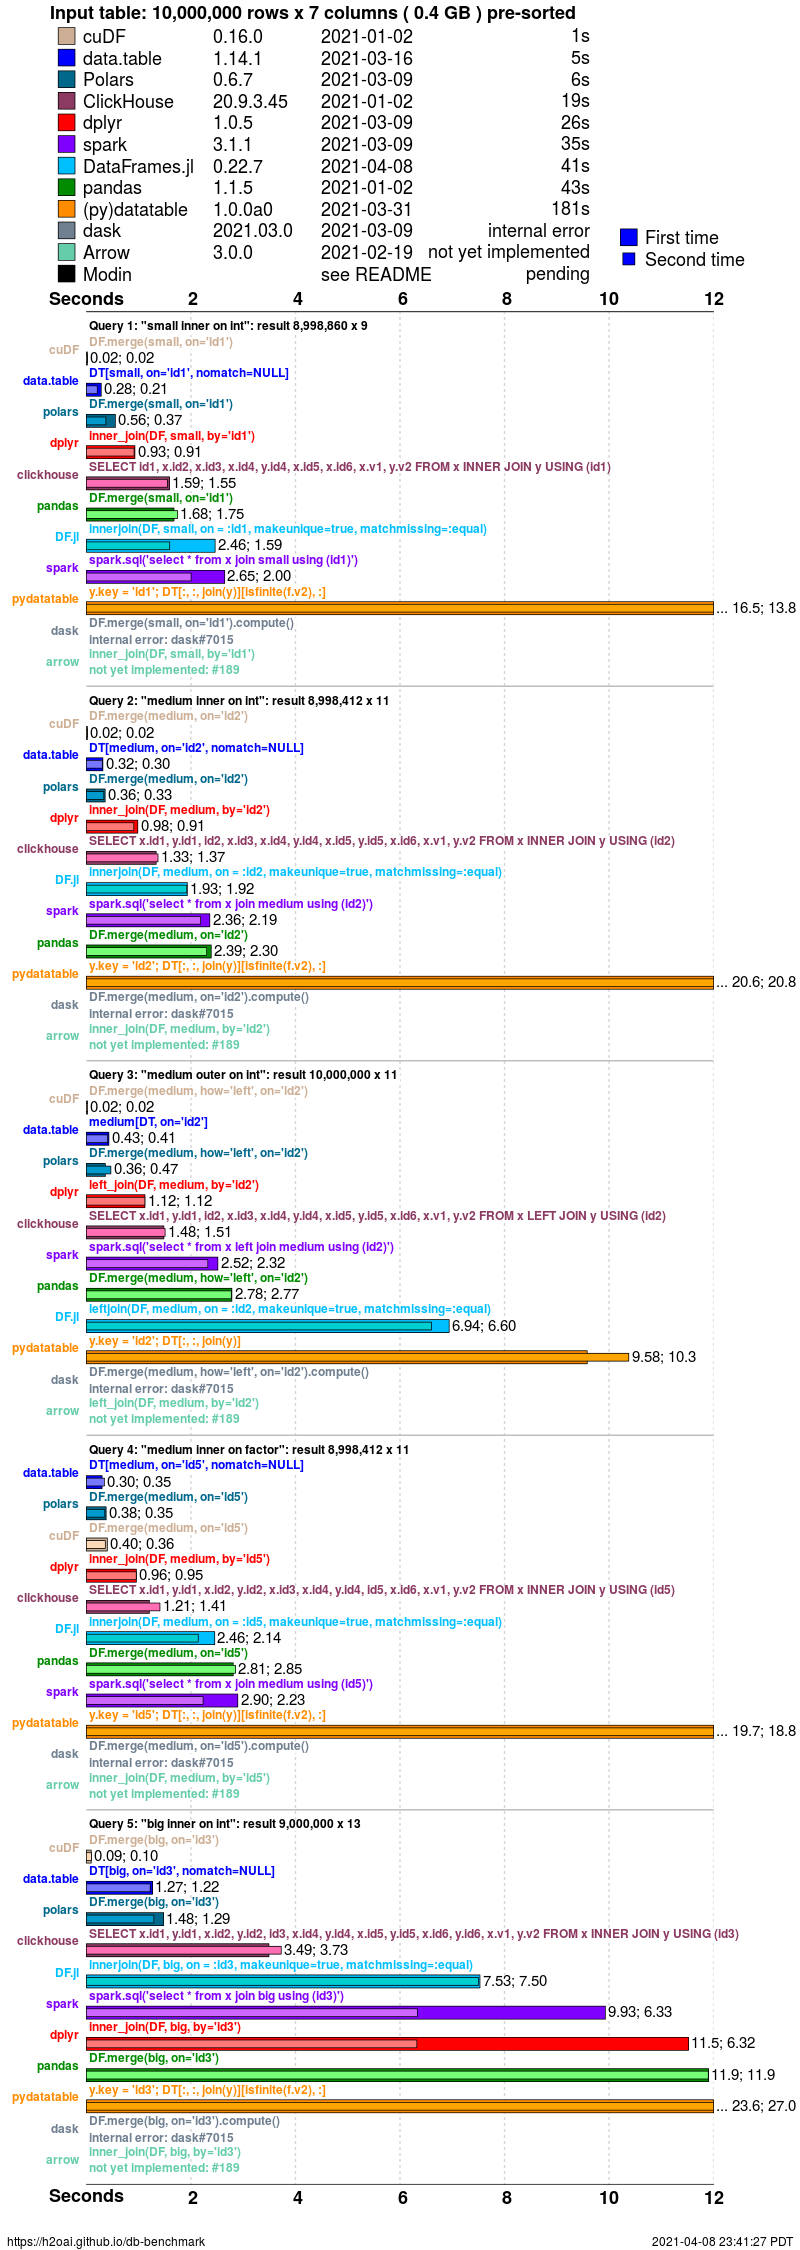 Input table: 10,000,000 rows x 7 columns ( 0.4 GB ) pre-sorted
cuDF 0.16.0 2021-01-02 1s
data.table 1.14.1 2021-03-16 5s
Polars 0.6.7 2021-03-09 6s
ClickHouse 20.9.3.45 2021-01-02 19s
dplyr 1.0.5 2021-03-09 26s
spark 3.1.1 2021-03-09 35s
DataFrames.jl 0.22.7 2021-04-08 41s
pandas 1.1.5 2021-01-02 43s
(py)datatable 1.0.0a0 2021-03-31 181s
dask 2021.03.0 2021-03-09 internal error
Arrow 3.0.0 2021-02-19 not yet implemented
Modin see README pending
First time
Second time
Seconds 2 4 6 8 10 12
Query 1: "small inner on int": result 8,998,860 x 9
DF.merge(small, on='id1')
cuDF 0.02; 0.02
DT[small, on='id1', nomatch=NULL]
data.table 0.28; 0.21
DF.merge(small, on='id1')
polars 0.56; 0.37
inner_join(DF, small, by='id1')
dplyr 0.93; 0.91
SELECT id1, x.id2, x.id3, x.id4, y.id4, x.id5, x.id6, x.v1, y.v2 FROM x INNER JOIN y USING (id1)
clickhouse 1.59; 1.55
DF.merge(small, on='id1')
pandas 1.68; 1.75
innerjoin(DF, small, on = :id1, makeunique=true, matchmissing=:equal)
DF.jl 2.46; 1.59
spark.sql('select * from x join small using (id1)')
spark 2.65; 2.00
y.key = 'id1'; DT[:, :, join(y)][isfinite(f.v2), :]
pydatatable ... 16.5; 13.8
DF.merge(small, on='id1').compute()
dask internal error: dask#7015
inner_join(DF, small, by='id1')
arrow not yet implemented: #189
Query 2: "medium inner on int": result 8,998,412 x 11
DF.merge(medium, on='id2')
cuDF 0.02; 0.02
DT[medium, on='id2', nomatch=NULL]
data.table 0.32; 0.30
DF.merge(medium, on='id2')
polars 0.36; 0.33
inner_join(DF, medium, by='id2')
dplyr 0.98; 0.91
SELECT x.id1, y.id1, id2, x.id3, x.id4, y.id4, x.id5, y.id5, x.id6, x.v1, y.v2 FROM x INNER JOIN y USING (id2)
clickhouse 1.33; 1.37
innerjoin(DF, medium, on = :id2, makeunique=true, matchmissing=:equal)
DF.jl 1.93; 1.92
spark.sql('select * from x join medium using (id2)')
spark 2.36; 2.19
DF.merge(medium, on='id2')
pandas 2.39; 2.30
y.key = 'id2'; DT[:, :, join(y)][isfinite(f.v2), :]
pydatatable ... 20.6; 20.8
DF.merge(medium, on='id2').compute()
dask internal error: dask#7015
inner_join(DF, medium, by='id2')
arrow not yet implemented: #189
Query 3: "medium outer on int": result 10,000,000 x 11
DF.merge(medium, how='left', on='id2')
cuDF 0.02; 0.02
medium[DT, on='id2']
data.table 0.43; 0.41
DF.merge(medium, how='left', on='id2')
polars 0.36; 0.47
left_join(DF, medium, by='id2')
dplyr 1.12; 1.12
SELECT x.id1, y.id1, id2, x.id3, x.id4, y.id4, x.id5, y.id5, x.id6, x.v1, y.v2 FROM x LEFT JOIN y USING (id2)
clickhouse 1.48; 1.51
spark.sql('select * from x left join medium using (id2)')
spark 2.52; 2.32
DF.merge(medium, how='left', on='id2')
pandas 2.78; 2.77
leftjoin(DF, medium, on = :id2, makeunique=true, matchmissing=:equal)
DF.jl 6.94; 6.60
y.key = 'id2'; DT[:, :, join(y)]
pydatatable 9.58; 10.3
DF.merge(medium, how='left', on='id2').compute()
dask internal error: dask#7015
left_join(DF, medium, by='id2')
arrow not yet implemented: #189
Query 4: "medium inner on factor": result 8,998,412 x 11
DT[medium, on='id5', nomatch=NULL]
data.table 0.30; 0.35
DF.merge(medium, on='id5')
polars 0.38; 0.35
DF.merge(medium, on='id5')
cuDF 0.40; 0.36
inner_join(DF, medium, by='id5')
dplyr 0.96; 0.95
SELECT x.id1, y.id1, x.id2, y.id2, x.id3, x.id4, y.id4, id5, x.id6, x.v1, y.v2 FROM x INNER JOIN y USING (id5)
clickhouse 1.21; 1.41
innerjoin(DF, medium, on = :id5, makeunique=true, matchmissing=:equal)
DF.jl 2.46; 2.14
DF.merge(medium, on='id5')
pandas 2.81; 2.85
spark.sql('select * from x join medium using (id5)')
spark 2.90; 2.23
y.key = 'id5'; DT[:, :, join(y)][isfinite(f.v2), :]
pydatatable ... 19.7; 18.8
DF.merge(medium, on='id5').compute()
dask internal error: dask#7015
inner_join(DF, medium, by='id5')
arrow not yet implemented: #189
Query 5: "big inner on int": result 9,000,000 x 13
DF.merge(big, on='id3')
cuDF 0.09; 0.10
DT[big, on='id3', nomatch=NULL]
data.table 1.27; 1.22
DF.merge(big, on='id3')
polars 1.48; 1.29
SELECT x.id1, y.id1, x.id2, y.id2, id3, x.id4, y.id4, x.id5, y.id5, x.id6, y.id6, x.v1, y.v2 FROM x INNER JOIN y USING (id3)
clickhouse 3.49; 3.73
innerjoin(DF, big, on = :id3, makeunique=true, matchmissing=:equal)
DF.jl 7.53; 7.50
spark.sql('select * from x join big using (id3)')
spark 9.93; 6.33
inner_join(DF, big, by='id3')
dplyr 11.5; 6.32
DF.merge(big, on='id3')
pandas 11.9; 11.9
y.key = 'id3'; DT[:, :, join(y)][isfinite(f.v2), :]
pydatatable ... 23.6; 27.0
DF.merge(big, on='id3').compute()
dask internal error: dask#7015
inner_join(DF, big, by='id3')
arrow not yet implemented: #189
Seconds 2 4 6 8 10 12
https://h2oai.github.io/db-benchmark 2021-04-08 23:41:27 PDT